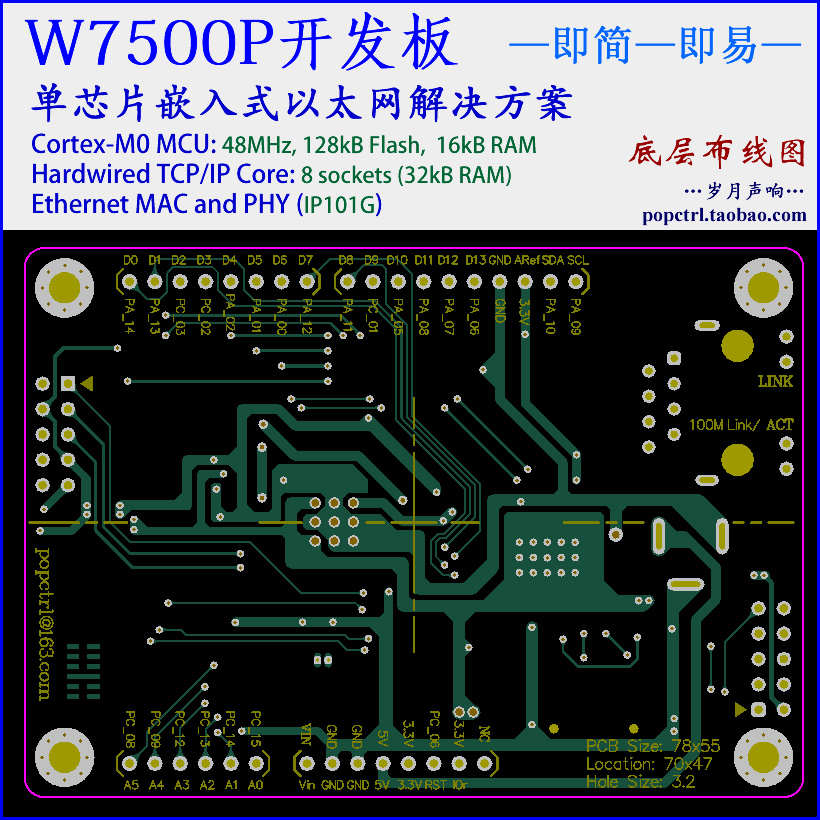 W7500P开发板
—即简—即易—
单芯片嵌入式以太网解决方案
Cortex-M0 MCU: 48MHz, 128kB Flash, 16kB RAM
Hardwired TCP/IP Core: 8 sockets (32kB RAM)
Ethernet MAC and PHY (IP101G)
底层布线图
…岁月声响…
popctrl.taobao.com
D0 D1 D2 D3 D4 D5 D6 D7 D8 D9 D10 D11 D12 D13 GND ARef SDA SCL
PA_14 PA_13 PC_03 PC_02 PA_02 PA_01 PA_00 PA_12 PA_11 PC_01 PA_05 PA_08 PA_07 PA_06 GND 3.3V PA_10 PA_09
LINK
100M Link/ ACT
popctrl@163.com
PC_08 PC_09 PC_12 PC_13 PC_14 PC_15 VIN GND GND 5V 3.3V PC_06 3.3V NC
A5 A4 A3 A2 A1 A0 Vin GND GND 5V 3.3V RST IOr
PCB Size: 78x55
Location: 70x47
Hole Size: 3.2